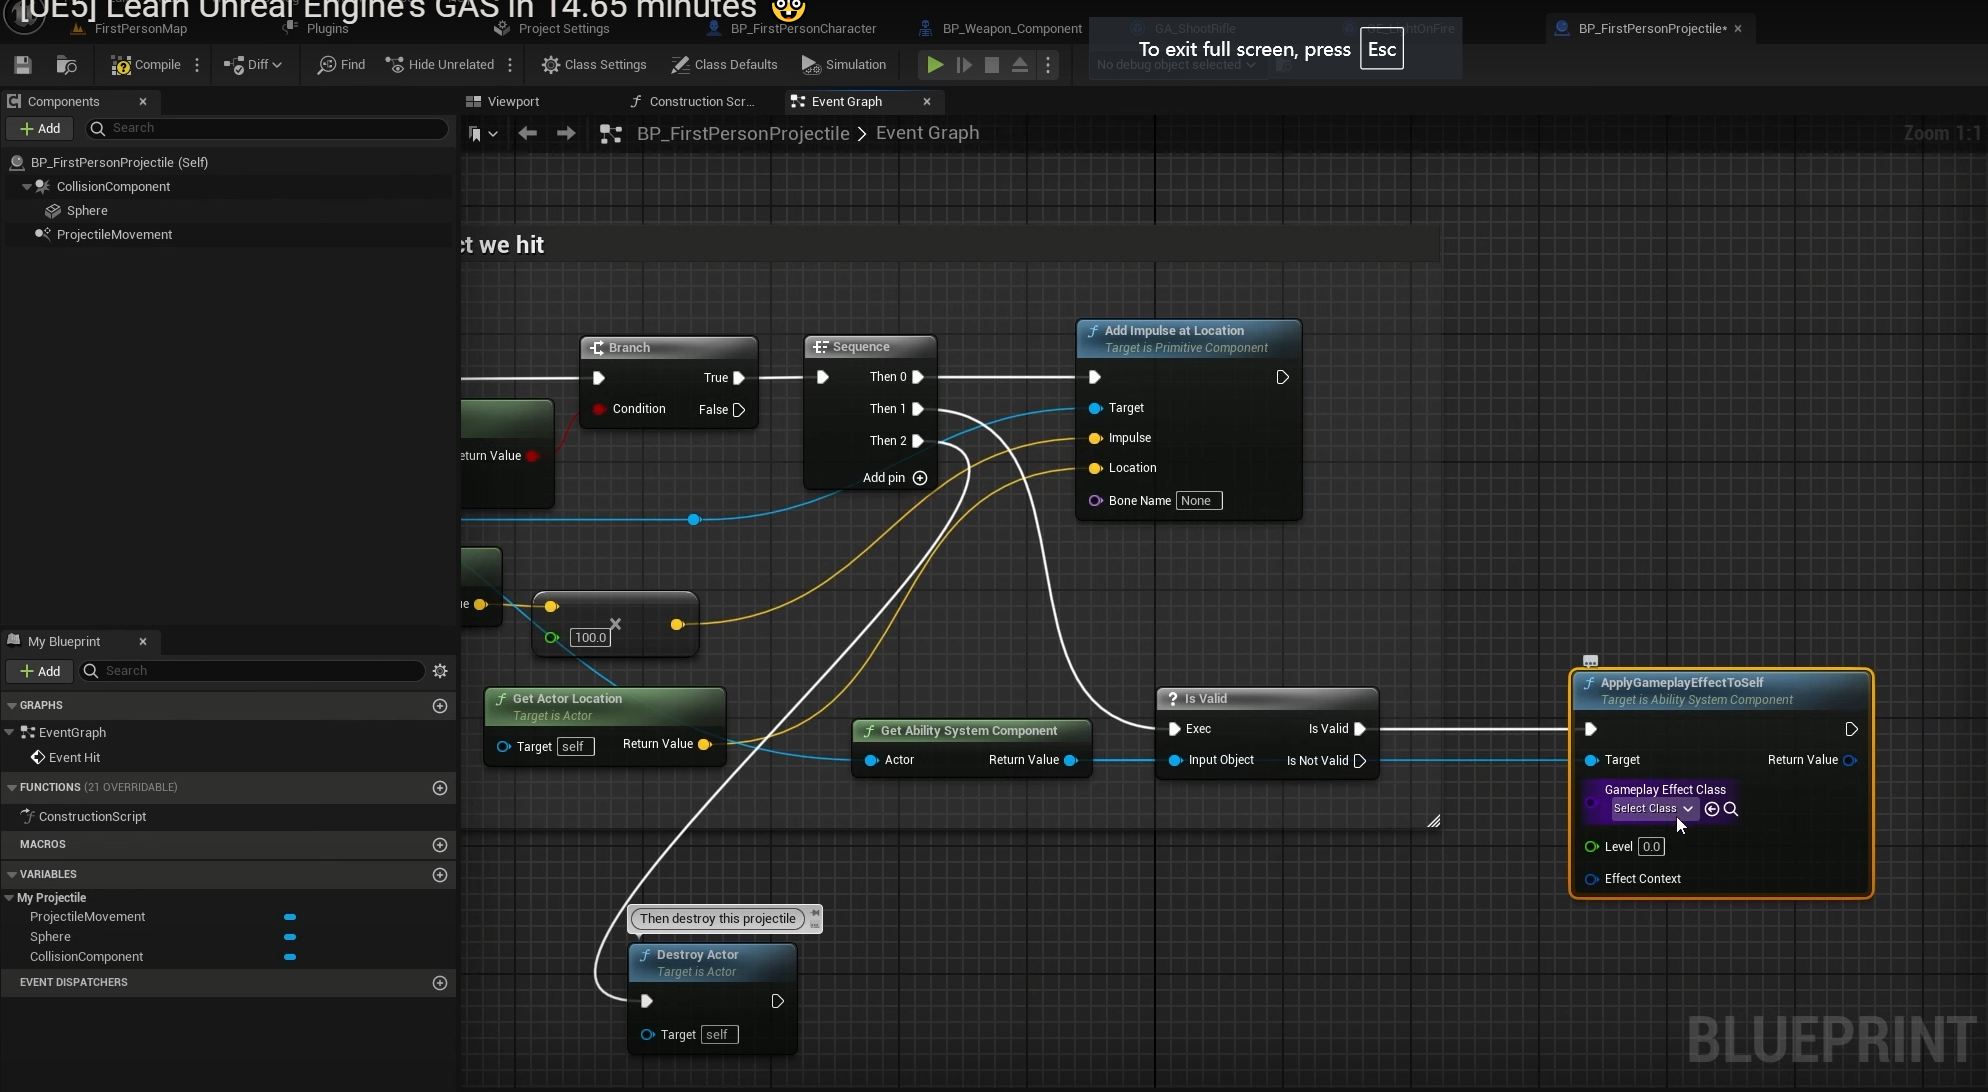 [UE5] Learn Unreal Engine's GAS in 14.65 minutes
FirstPersonMap
Plugins
Project Settings
BP_FirstPersonCharacter
BP_Weapon_Component
GA_ShootRifle
GE_LightOnFire
BP_FirstPersonProjectile*
To exit full screen, press Esc
Compile
Diff
Find
Hide Unrelated
Class Settings
Class Defaults
Simulation
No debug object selected
Components
Viewport
Construction Scr...
Event Graph
Add
Search
BP_FirstPersonProjectile > Event Graph
Zoom 1:1
BP_FirstPersonProjectile (Self)
CollisionComponent
Sphere
ProjectileMovement
ct we hit
Branch
True
Condition
False
Sequence
Then 0
Then 1
Then 2
Add pin
Add Impulse at Location
Target is Primitive Component
Target
Impulse
Location
Bone Name None
eturn Value
ue
100.0
Get Actor Location
Target is Actor
Target self
Return Value
Get Ability System Component
Actor
Return Value
Is Valid
Exec
Is Valid
Input Object
Is Not Valid
ApplyGameplayEffectToSelf
Target is Ability System Component
Target
Return Value
Gameplay Effect Class
Select Class
Level 0.0
Effect Context
Then destroy this projectile
Destroy Actor
Target is Actor
Target self
My Blueprint
Add
Search
GRAPHS
EventGraph
Event Hit
FUNCTIONS (21 OVERRIDABLE)
ConstructionScript
MACROS
VARIABLES
My Projectile
ProjectileMovement
Sphere
CollisionComponent
EVENT DISPATCHERS
BLUEPRINT